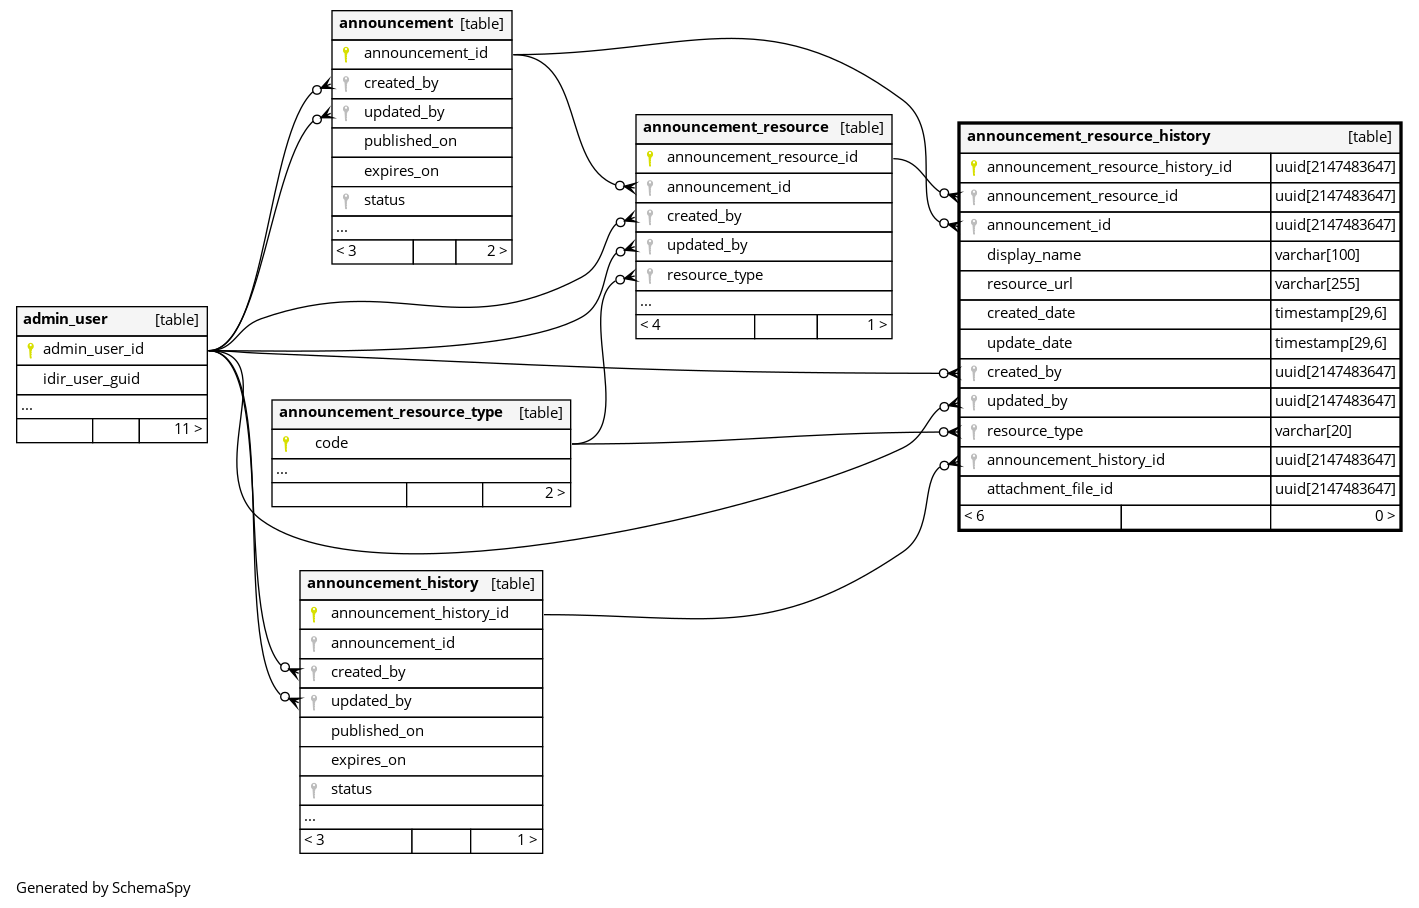 announcement [table]
announcement_id
created_by
updated_by
published_on
expires_on
status
...
< 3 2 >
announcement_resource [table]
announcement_resource_id
announcement_id
created_by
updated_by
resource_type
...
< 4 1 >
announcement_resource_history [table]
announcement_resource_history_id uuid[2147483647]
announcement_resource_id uuid[2147483647]
announcement_id uuid[2147483647]
display_name varchar[100]
resource_url varchar[255]
created_date timestamp[29,6]
update_date timestamp[29,6]
created_by uuid[2147483647]
updated_by uuid[2147483647]
resource_type varchar[20]
announcement_history_id uuid[2147483647]
attachment_file_id uuid[2147483647]
< 6 0 >
admin_user [table]
admin_user_id
idir_user_guid
...
11 >
announcement_resource_type [table]
code
...
2 >
announcement_history [table]
announcement_history_id
announcement_id
created_by
updated_by
published_on
expires_on
status
...
< 3 1 >
Generated by SchemaSpy